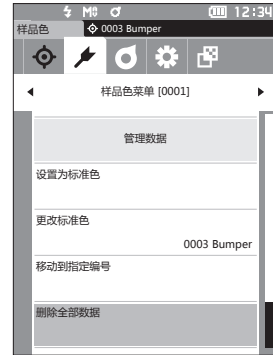 M0 12:34
样品色 0003 Bumper
样品色菜单 [0001]
管理数据
设置为标准色
更改标准色
0003 Bumper
移动到指定编号
删除全部数据